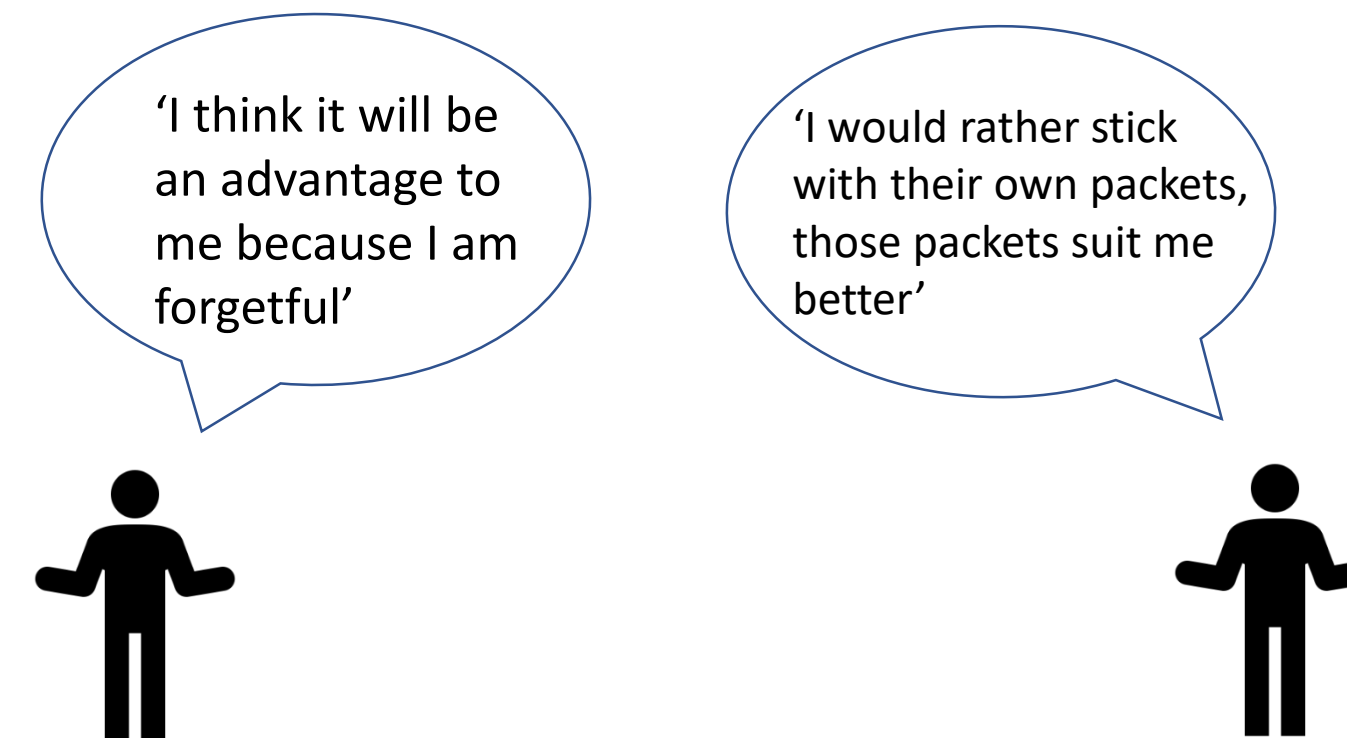 ‘I think it will be
an advantage to
me because I am
forgetful’
‘I would rather stick
with their own packets,
those packets suit me
better’